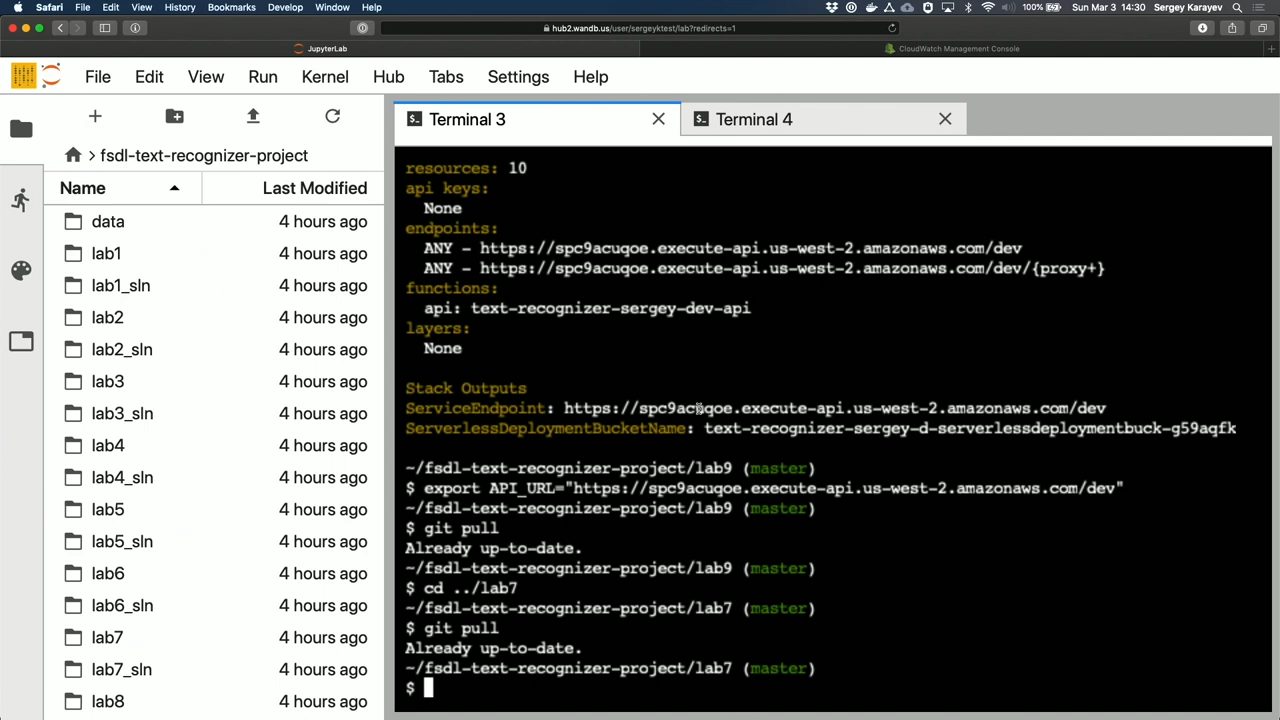 Safari File Edit View History Bookmarks Develop Window Help 100% Sun Mar 3 14:30 Sergey Karayev
hub2.wandb.us/user/sergeyktest/lab?redirects=1
JupyterLab CloudWatch Management Console
File Edit View Run Kernel Hub Tabs Settings Help
Terminal 3 Terminal 4
> fsdl-text-recognizer-project
Name Last Modified
data 4 hours ago
lab1 4 hours ago
lab1_sln 4 hours ago
lab2 4 hours ago
lab2_sln 4 hours ago
lab3 4 hours ago
lab3_sln 4 hours ago
lab4 4 hours ago
lab4_sln 4 hours ago
lab5 4 hours ago
lab5_sln 4 hours ago
lab6 4 hours ago
lab6_sln 4 hours ago
lab7 4 hours ago
lab7_sln 4 hours ago
lab8 4 hours ago
resources: 10
api keys:
None
endpoints:
ANY - https://spc9acuqoe.execute-api.us-west-2.amazonaws.com/dev
ANY - https://spc9acuqoe.execute-api.us-west-2.amazonaws.com/dev/{proxy+}
functions:
api: text-recognizer-sergey-dev-api
layers:
None
Stack Outputs
ServiceEndpoint: https://spc9acuqoe.execute-api.us-west-2.amazonaws.com/dev
ServerlessDeploymentBucketName: text-recognizer-sergey-d-serverlessdeploymentbuck-g59aqfk
~/fsdl-text-recognizer-project/lab9 (master)
$ export API_URL="https://spc9acuqoe.execute-api.us-west-2.amazonaws.com/dev"
~/fsdl-text-recognizer-project/lab9 (master)
$ git pull
Already up-to-date.
~/fsdl-text-recognizer-project/lab9 (master)
$ cd ../lab7
~/fsdl-text-recognizer-project/lab7 (master)
$ git pull
Already up-to-date.
~/fsdl-text-recognizer-project/lab7 (master)
$